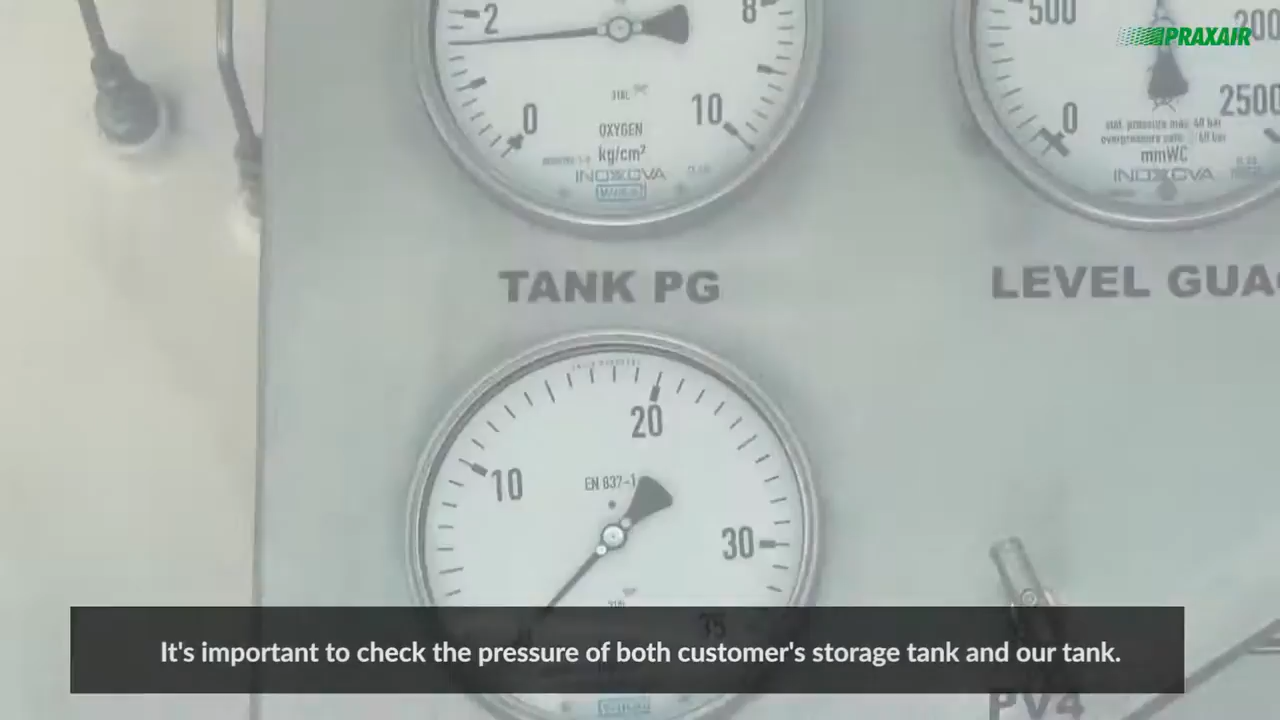 2
8
0
10
OXYGEN
kg/cm²
INOXCVA
500
200
PRAXAIR
0
2500
mmWC
INOXCVA
TANK PG
LEVEL GUA
20
10
EN 837-1
30
35
It's important to check the pressure of both customer's storage tank and our tank.
PV4